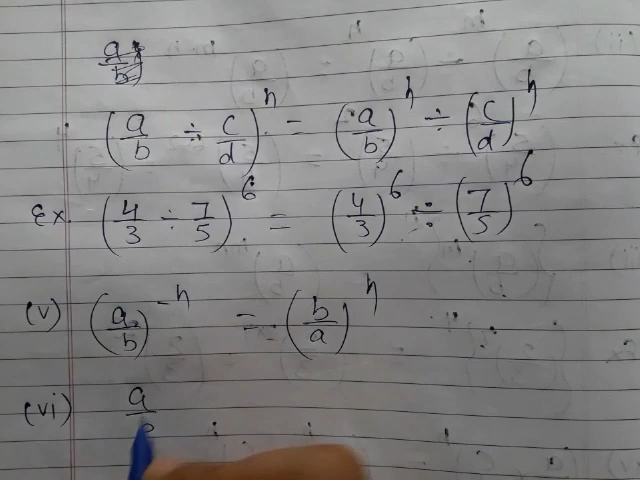 (a/b ÷ c/d)^n = (a/b)^n ÷ (c/d)^n
Ex. (4/3 ÷ 7/5)^6 = (4/3)^6 ÷ (7/5)^6
(v) (a/b)^-n = (b/a)^n
(vi) a